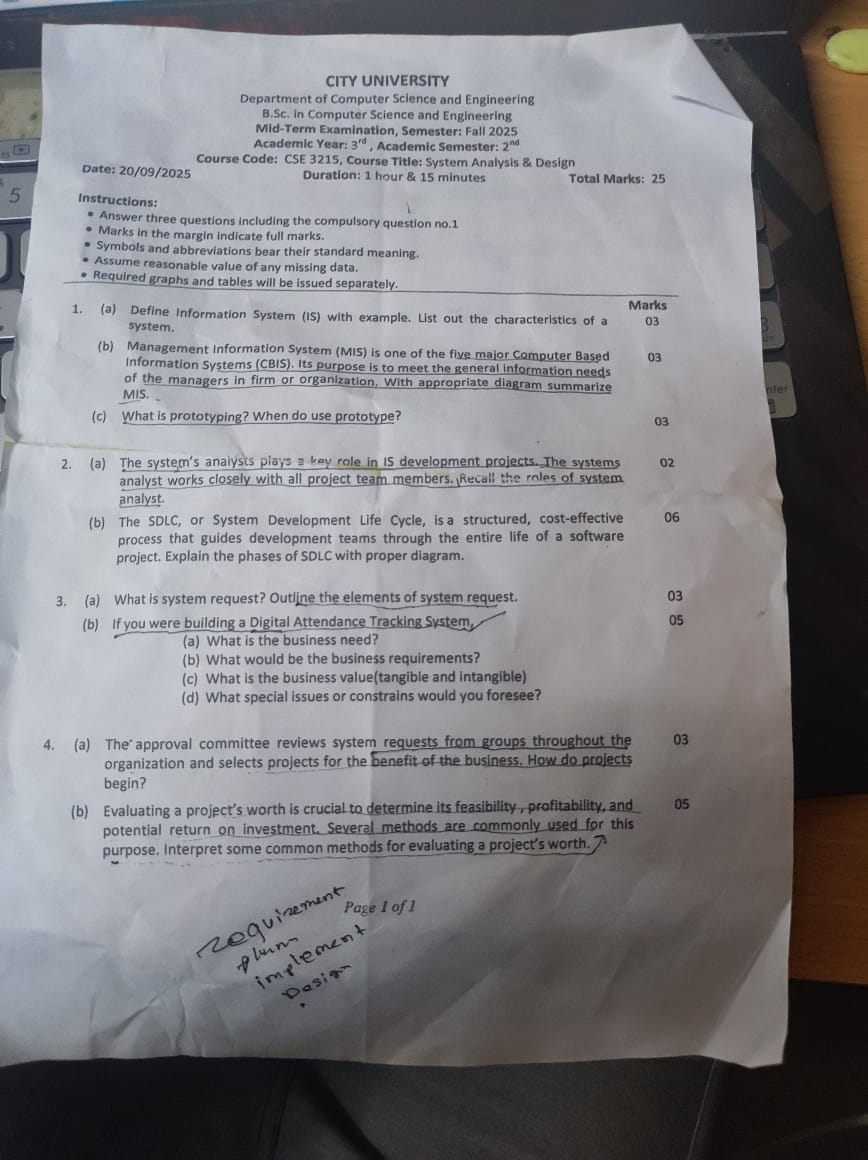 CITY UNIVERSITY
Department of Computer Science and Engineering
B.Sc. in Computer Science and Engineering
Mid-Term Examination, Semester: Fall 2025
Academic Year: 3rd , Academic Semester: 2nd
Course Code: CSE 3215, Course Title: System Analysis & Design
Date: 20/09/2025 Duration: 1 hour & 15 minutes Total Marks: 25
Instructions:
• Answer three questions including the compulsory question no.1
• Marks in the margin indicate full marks.
• Symbols and abbreviations bear their standard meaning.
• Assume reasonable value of any missing data.
• Required graphs and tables will be issued separately.
Marks
1. (a) Define Information System (IS) with example. List out the characteristics of a 03
system.
(b) Management Information System (MIS) is one of the five major Computer Based 03
Information Systems (CBIS). Its purpose is to meet the general information needs
of the managers in firm or organization. With appropriate diagram summarize
MIS.
(c) What is prototyping? When do use prototype? 03
2. (a) The system's analysts plays a key role in IS development projects. The systems 02
analyst works closely with all project team members. Recall the roles of system
analyst.
(b) The SDLC, or System Development Life Cycle, is a structured, cost-effective 06
process that guides development teams through the entire life of a software
project. Explain the phases of SDLC with proper diagram.
3. (a) What is system request? Outline the elements of system request. 03
(b) If you were building a Digital Attendance Tracking System, 05
(a) What is the business need?
(b) What would be the business requirements?
(c) What is the business value(tangible and intangible)
(d) What special issues or constrains would you foresee?
4. (a) The approval committee reviews system requests from groups throughout the 03
organization and selects projects for the benefit of the business. How do projects
begin?
(b) Evaluating a project's worth is crucial to determine its feasibility , profitability, and 05
potential return on investment. Several methods are commonly used for this
purpose. Interpret some common methods for evaluating a project's worth.
Page 1 of 1
requirement
implement
5